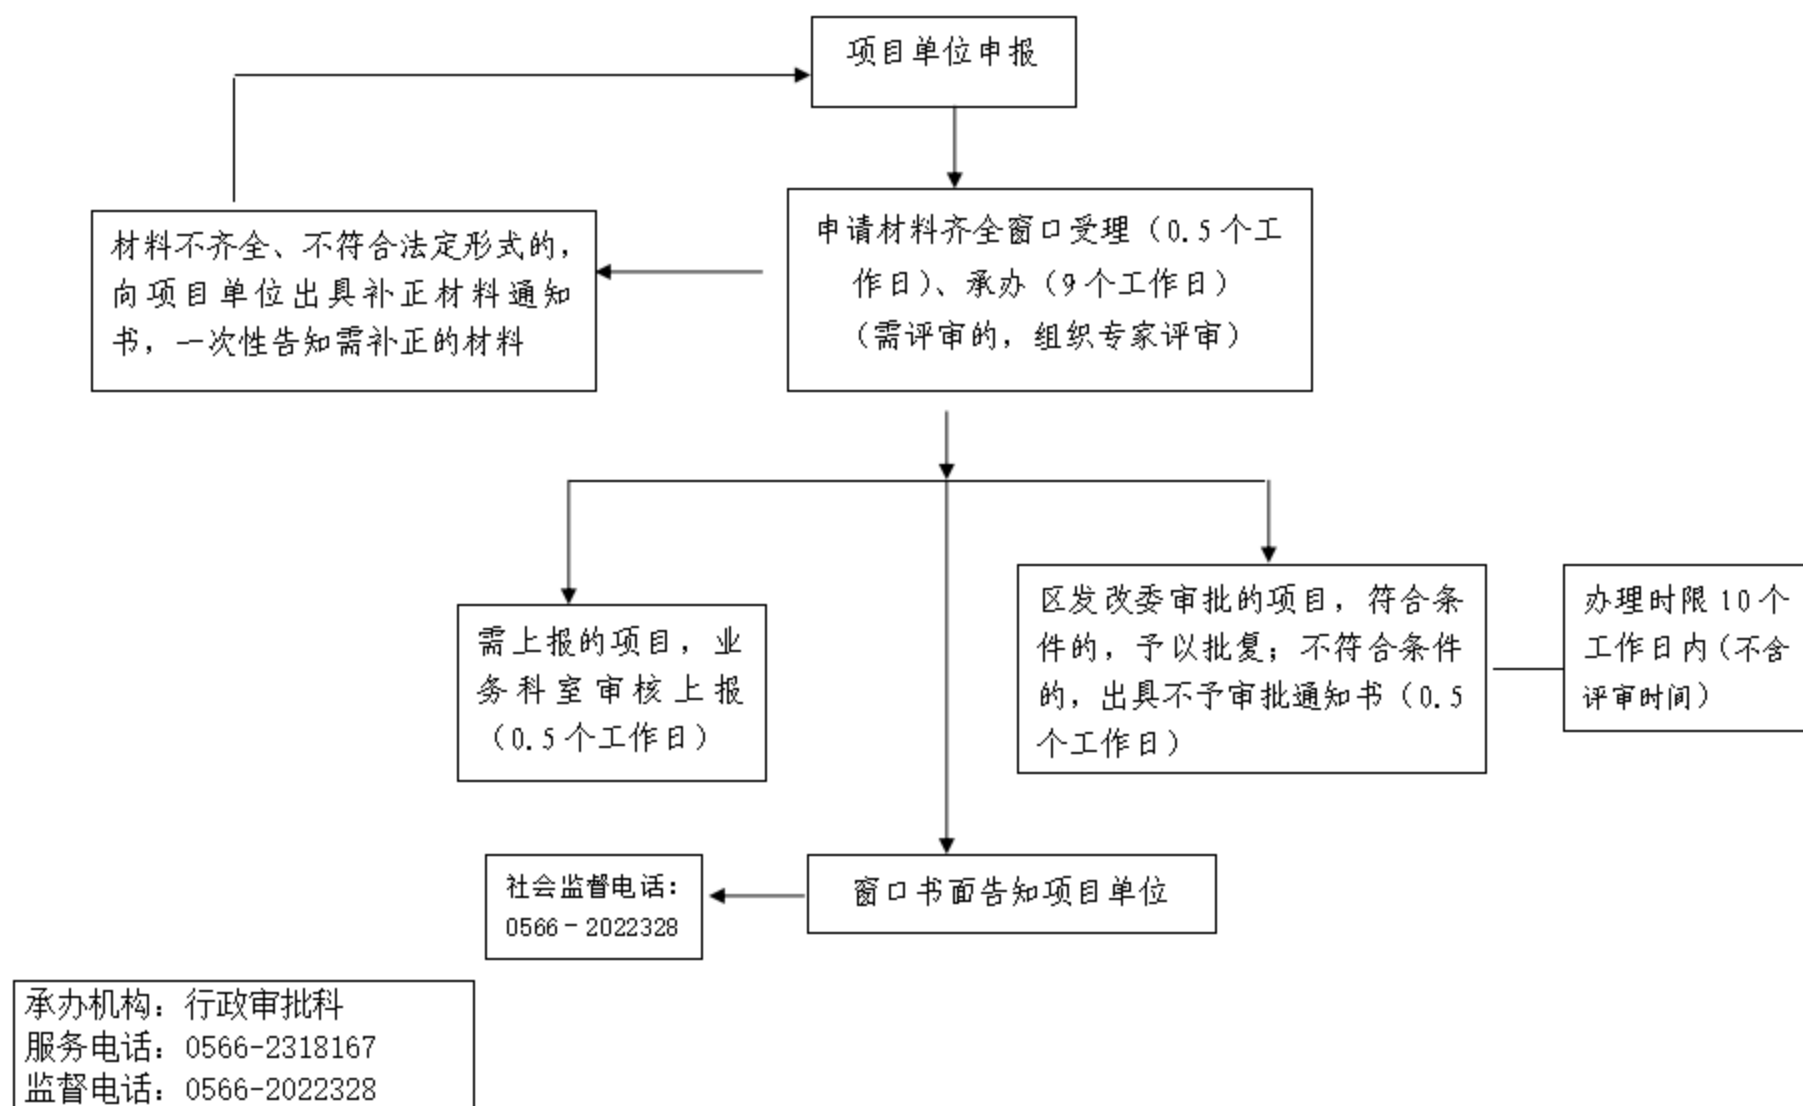 项目单位申报
申请材料齐全窗口受理（0.5个工
作日）、承办（9个工作日）
（需评审的，组织专家评审）
材料不齐全、不符合法定形式的，
向项目单位出具补正材料通知
书，一次性告知需补正的材料
需上报的项目，业
务科室审核上报
（0.5个工作日）
区发改委审批的项目，符合条
件的，予以批复；不符合条件
的，出具不予审批通知书（0.5
个工作日）
办理时限10个
工作日内（不含
评审时间）
窗口书面告知项目单位
社会监督电话：
0566－2022328
承办机构：行政审批科
服务电话：0566-2318167
监督电话：0566-2022328